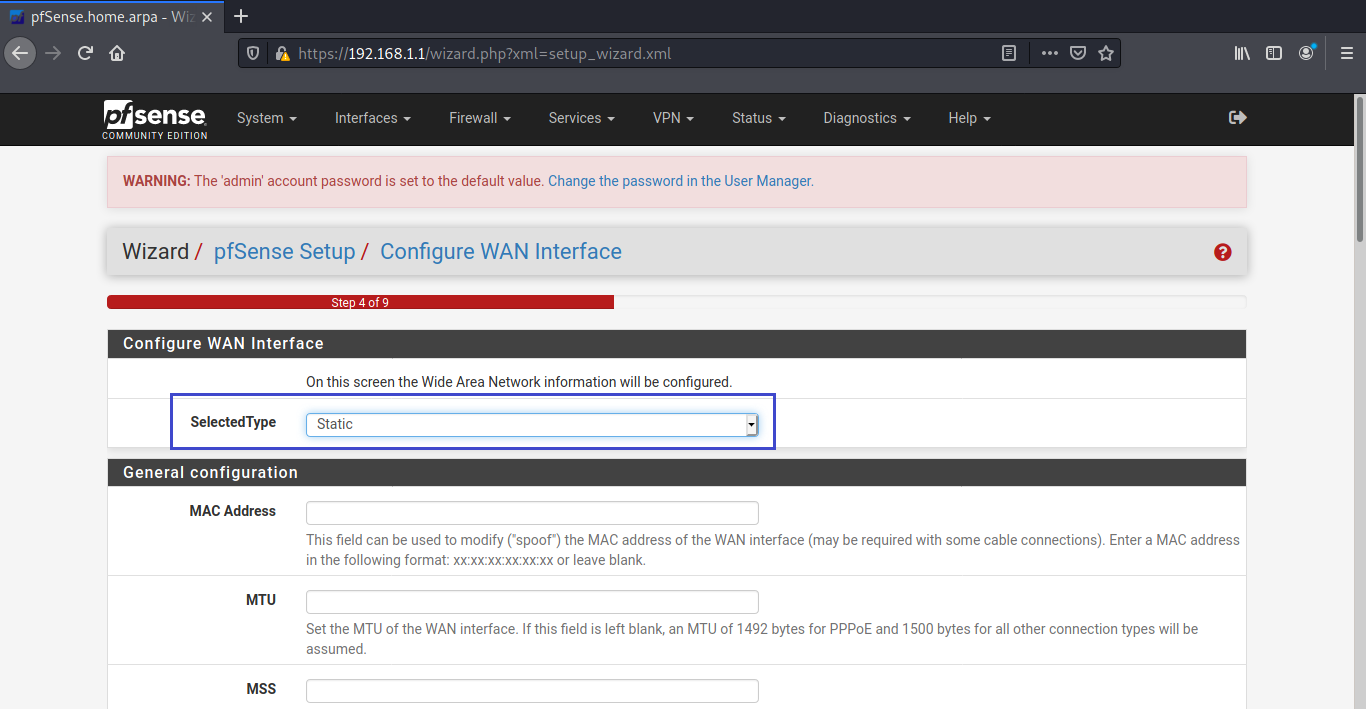 pfSense.home.arpa - Wiz
https://192.168.1.1/wizard.php?xml=setup_wizard.xml
pfsense
COMMUNITY EDITION
System
Interfaces
Firewall
Services
VPN
Status
Diagnostics
Help
WARNING: The 'admin' account password is set to the default value. Change the password in the User Manager.
Wizard / pfSense Setup / Configure WAN Interface
Step 4 of 9
Configure WAN Interface
On this screen the Wide Area Network information will be configured.
SelectedType
Static
General configuration
MAC Address
This field can be used to modify ("spoof") the MAC address of the WAN interface (may be required with some cable connections). Enter a MAC address
in the following format: xx:xx:xx:xx:xx:xx or leave blank.
MTU
Set the MTU of the WAN interface. If this field is left blank, an MTU of 1492 bytes for PPPoE and 1500 bytes for all other connection types will be
assumed.
MSS